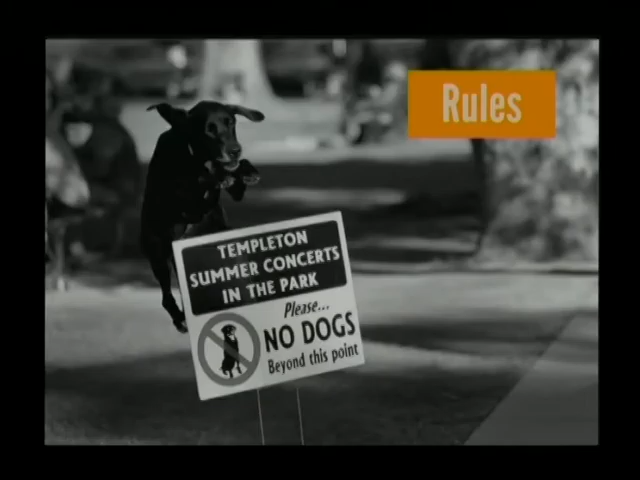 Rules
TEMPLETON
SUMMER CONCERTS
IN THE PARK
Please...
NO DOGS
Beyond this point